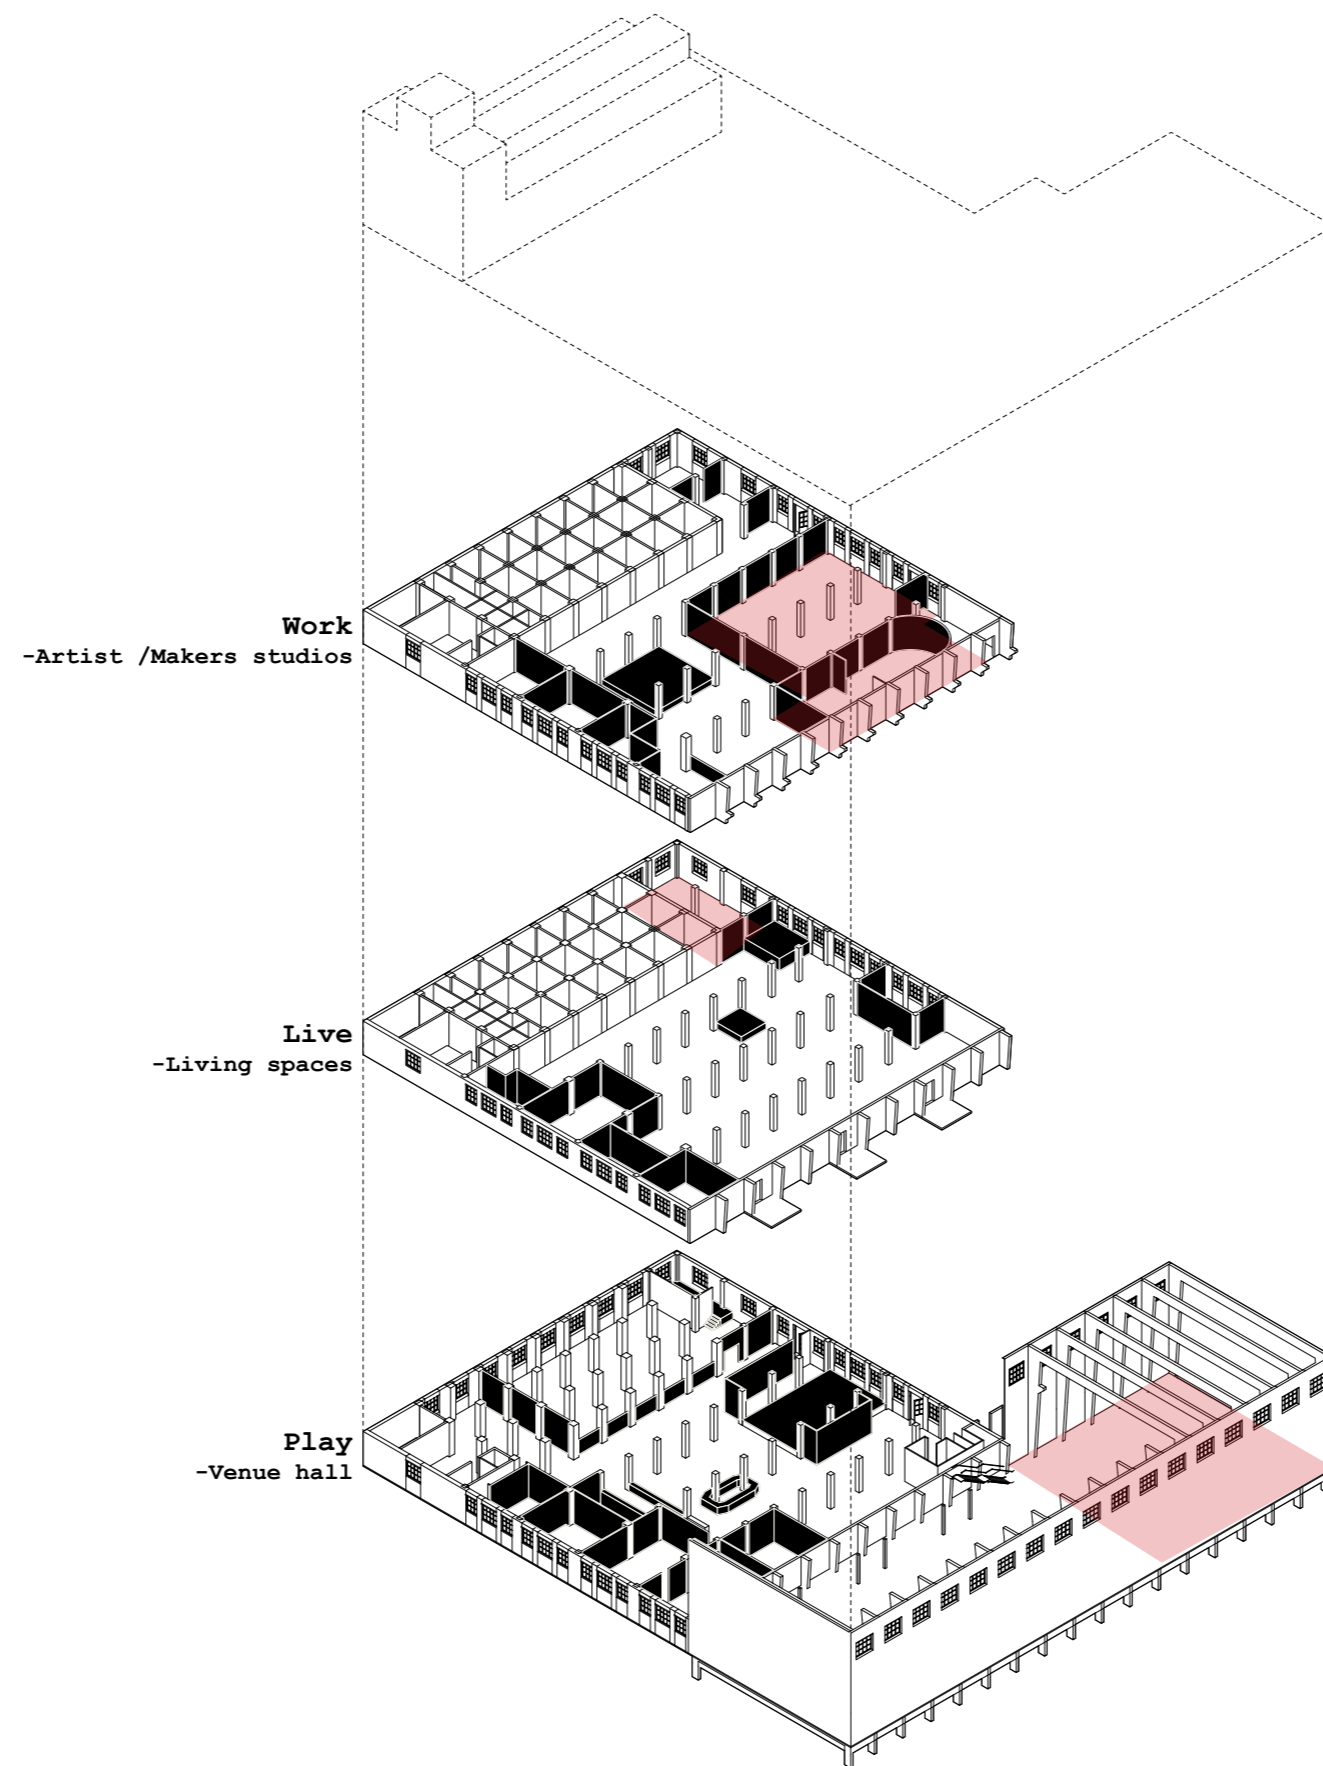 Work
-Artist /Makers studios
Live
-Living spaces
Play
-Venue hall